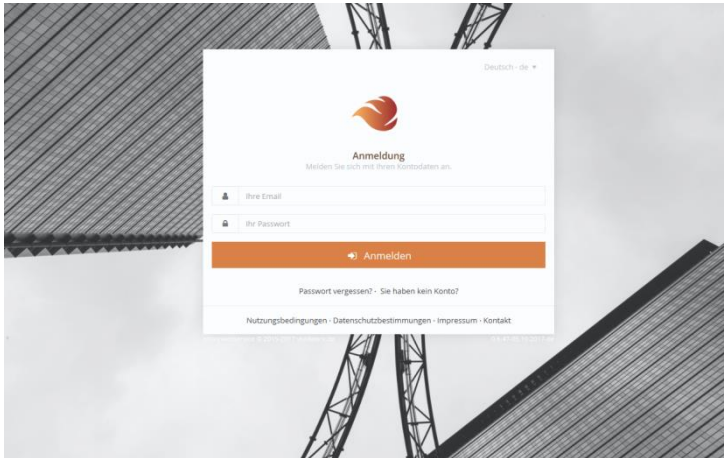 Deutsch - de
Anmeldung
Melden Sie sich mit Ihren Kontodaten an.
Ihre Email
Ihr Passwort
Anmelden
Passwort vergessen? - Sie haben kein Konto?
Nutzungsbedingungen - Datenschutzbestimmungen - Impressum - Kontakt